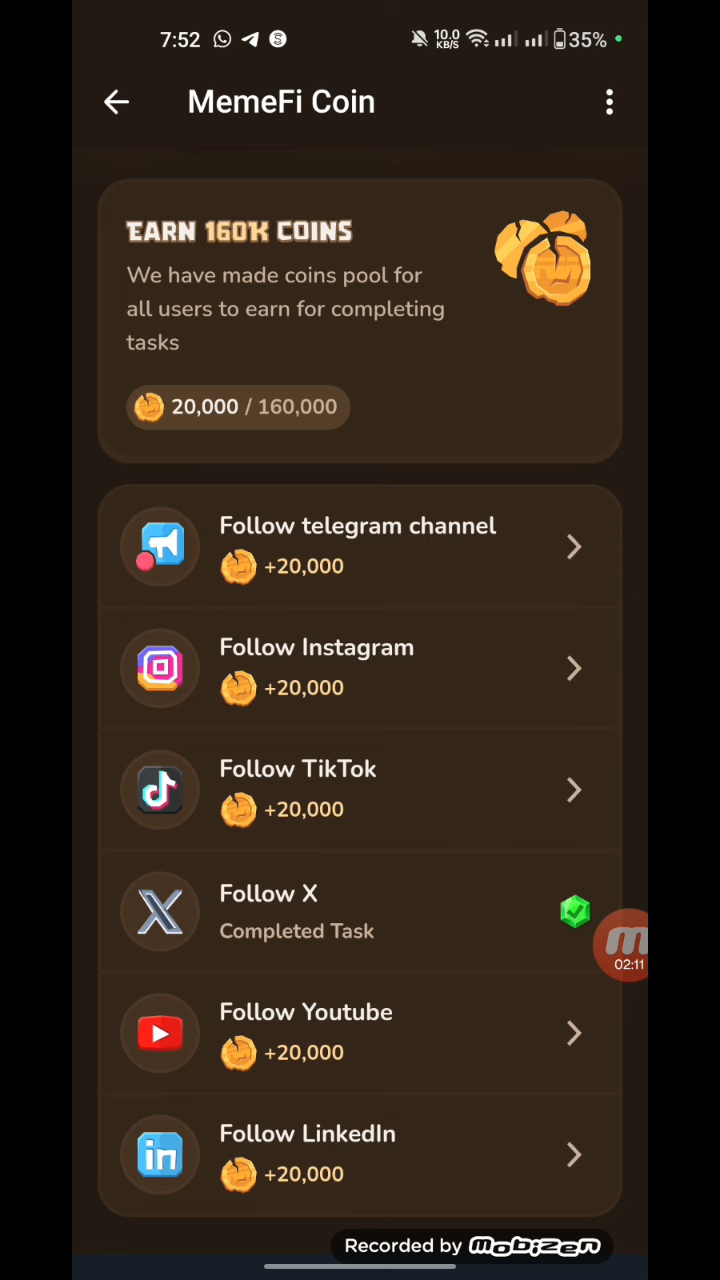 7:52 10.0 KB/S 35%
MemeFi Coin
EARN 160K COINS
We have made coins pool for
all users to earn for completing
tasks
20,000 / 160,000
Follow telegram channel
+20,000
Follow Instagram
+20,000
Follow TikTok
+20,000
Follow X
Completed Task
02:11
Follow Youtube
+20,000
Follow LinkedIn
in
+20,000
Recorded by mobizen